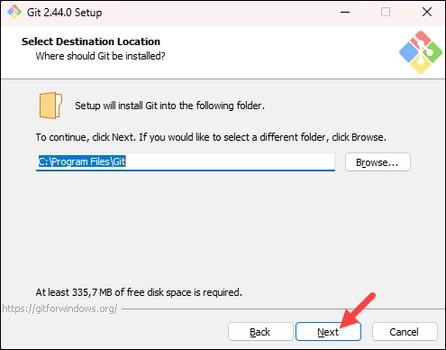 Git 2.44.0 Setup
Select Destination Location
Where should Git be installed?
Setup will install Git into the following folder.
To continue, click Next. If you would like to select a different folder, click Browse.
C:\Program Files\Git
Browse...
At least 335,7 MB of free disk space is required.
https://gitforwindows.org/
Back
Next
Cancel